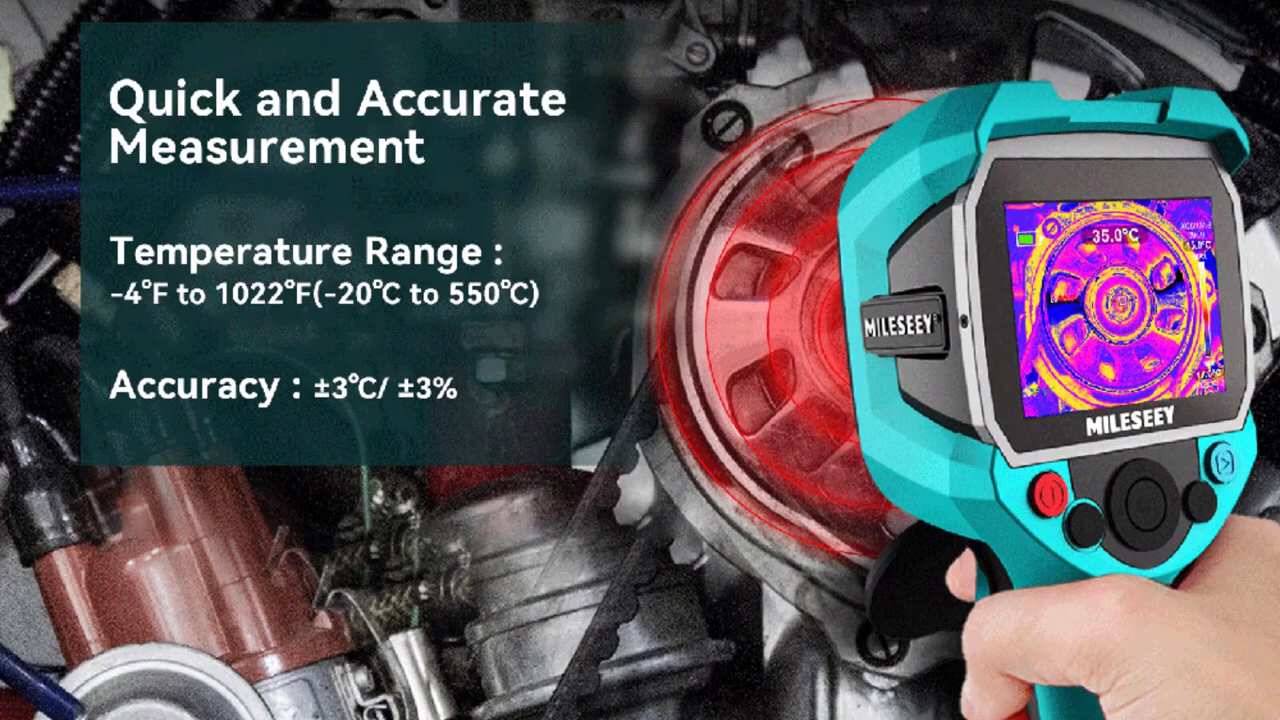 Quick and Accurate
Measurement
Temperature Range :
-4°F to 1022°F(-20°C to 550°C)
Accuracy : ±3°C/ ±3%
35.0°C
MILESEEY
MILESEEY